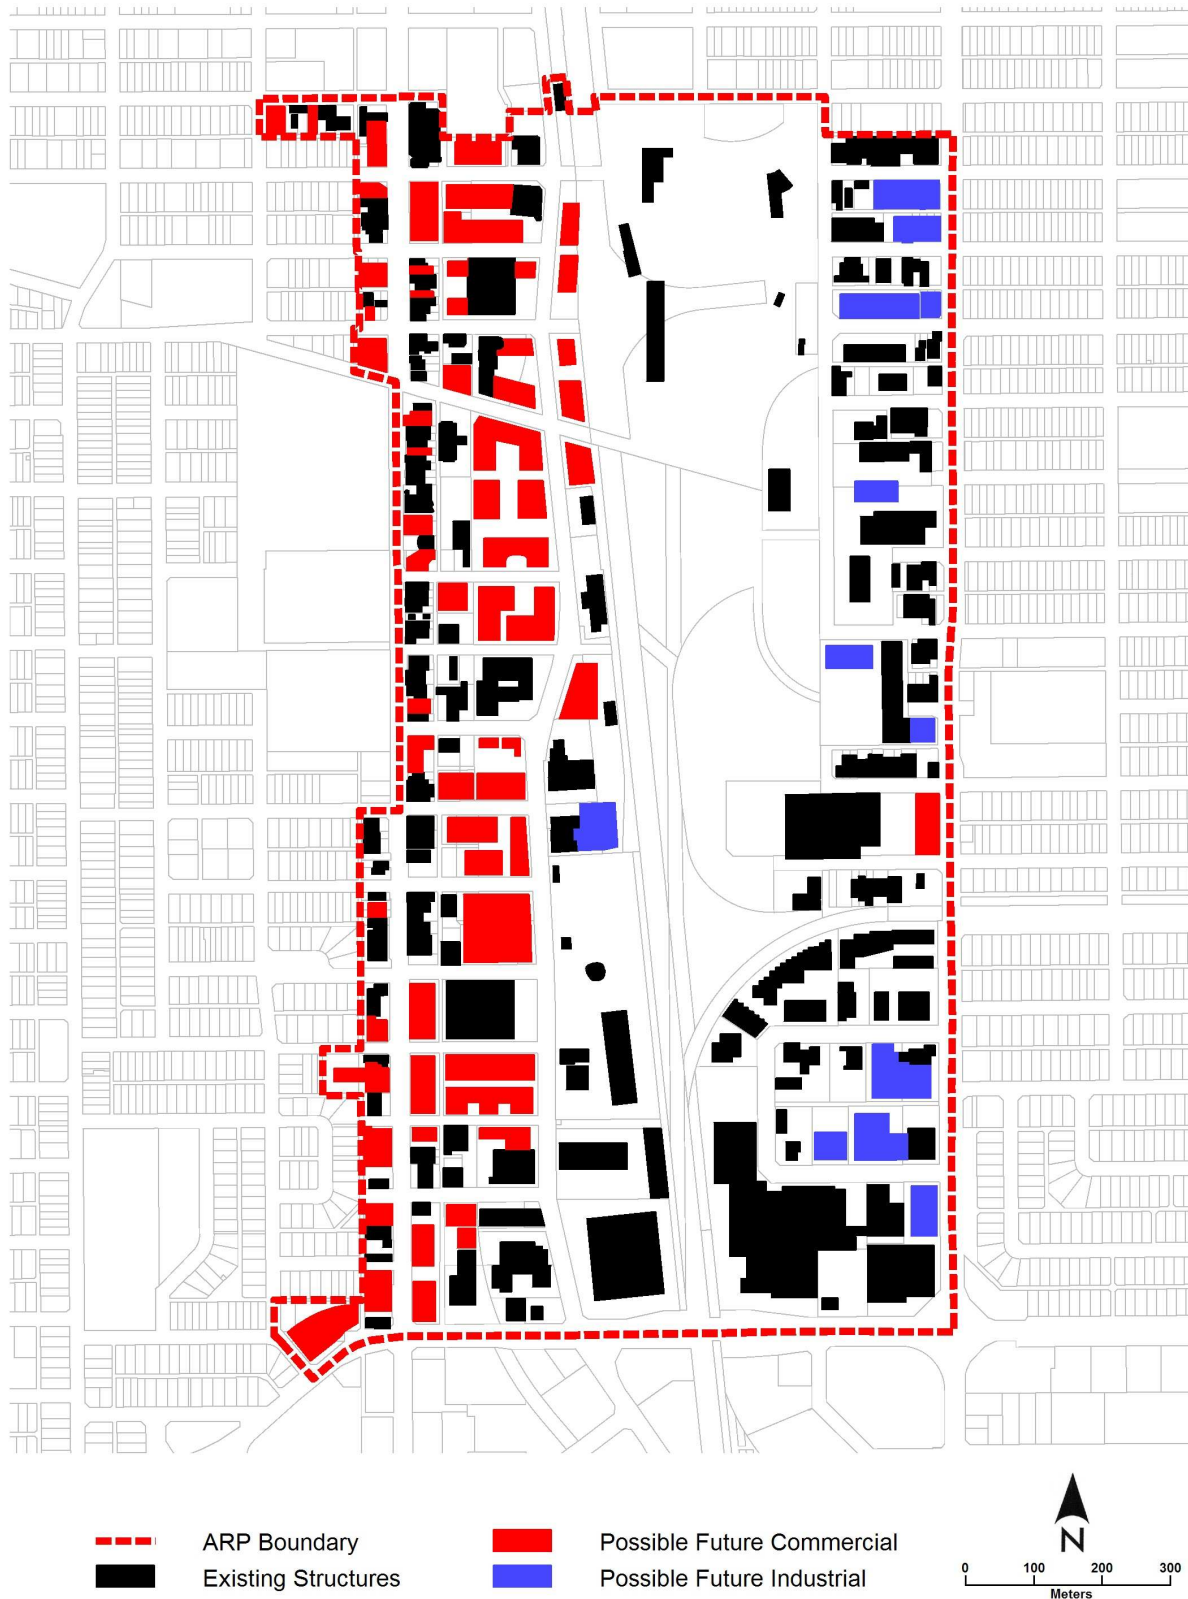 ARP Boundary
Existing Structures
Possible Future Commercial
Possible Future Industrial
N
0 100 200 300
Meters